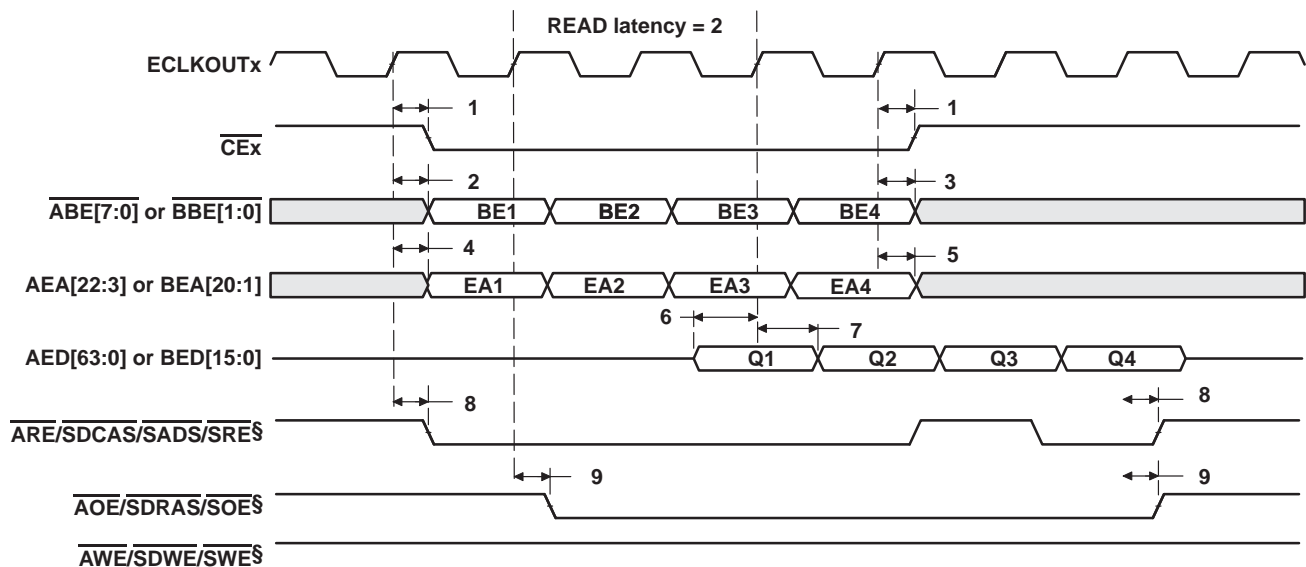 READ latency = 2
ECLKOUTx
1 1
CEx
2 3
ABE[7:0] or BBE[1:0] BE1 BE2 BE3 BE4
4 5
AEA[22:3] or BEA[20:1] EA1 EA2 EA3 EA4
6 7
AED[63:0] or BED[15:0] Q1 Q2 Q3 Q4
8 8
ARE/SDCAS/SADS/SRE§
9 9
AOE/SDRAS/SOE§
AWE/SDWE/SWE§